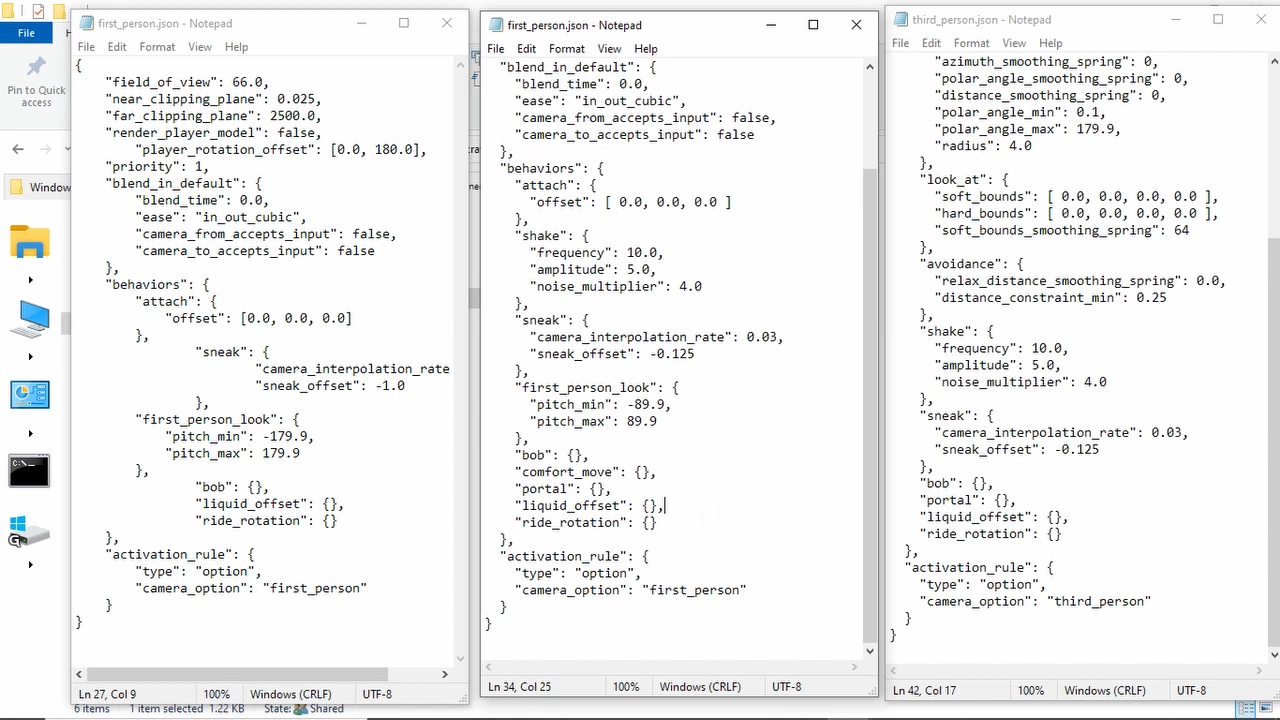 File
Pin to Quick
access
Window
first_person.json - Notepad
File Edit Format View Help
{
"field_of_view": 66.0,
"near_clipping_plane": 0.025,
"far_clipping_plane": 2500.0,
"render_player_model": false,
"player_rotation_offset": [0.0, 180.0],
"priority": 1,
"blend_in_default": {
"blend_time": 0.0,
"ease": "in_out_cubic",
"camera_from_accepts_input": false,
"camera_to_accepts_input": false
},
"behaviors": {
"attach": {
"offset": [0.0, 0.0, 0.0]
},
"sneak": {
"camera_interpolation_rate
"sneak_offset": -1.0
},
"first_person_look": {
"pitch_min": -179.9,
"pitch_max": 179.9
},
"bob": {},
"liquid_offset": {},
"ride_rotation": {}
},
"activation_rule": {
"type": "option",
"camera_option": "first_person"
}
}
Ln 27, Col 9 100% Windows (CRLF) UTF-8
6 items 1 item selected 1.22 KB State: Shared
first_person.json - Notepad
File Edit Format View Help
"blend_in_default": {
"blend_time": 0.0,
"ease": "in_out_cubic",
"camera_from_accepts_input": false,
"camera_to_accepts_input": false
},
"behaviors": {
"attach": {
"offset": [ 0.0, 0.0, 0.0 ]
},
"shake": {
"frequency": 10.0,
"amplitude": 5.0,
"noise_multiplier": 4.0
},
"sneak": {
"camera_interpolation_rate": 0.03,
"sneak_offset": -0.125
},
"first_person_look": {
"pitch_min": -89.9,
"pitch_max": 89.9
},
"bob": {},
"comfort_move": {},
"portal": {},
"liquid_offset": {},
"ride_rotation": {}
},
"activation_rule": {
"type": "option",
"camera_option": "first_person"
}
}
Ln 34, Col 25 100% Windows (CRLF) UTF-8
third_person.json - Notepad
File Edit Format View Help
"azimuth_smoothing_spring": 0,
"polar_angle_smoothing_spring": 0,
"distance_smoothing_spring": 0,
"polar_angle_min": 0.1,
"polar_angle_max": 179.9,
"radius": 4.0
},
"look_at": {
"soft_bounds": [ 0.0, 0.0, 0.0, 0.0 ],
"hard_bounds": [ 0.0, 0.0, 0.0, 0.0 ],
"soft_bounds_smoothing_spring": 64
},
"avoidance": {
"relax_distance_smoothing_spring": 0.0,
"distance_constraint_min": 0.25
},
"shake": {
"frequency": 10.0,
"amplitude": 5.0,
"noise_multiplier": 4.0
},
"sneak": {
"camera_interpolation_rate": 0.03,
"sneak_offset": -0.125
},
"bob": {},
"portal": {},
"liquid_offset": {},
"ride_rotation": {}
},
"activation_rule": {
"type": "option",
"camera_option": "third_person"
}
}
Ln 42, Col 17 100% Windows (CRLF) UTF-8